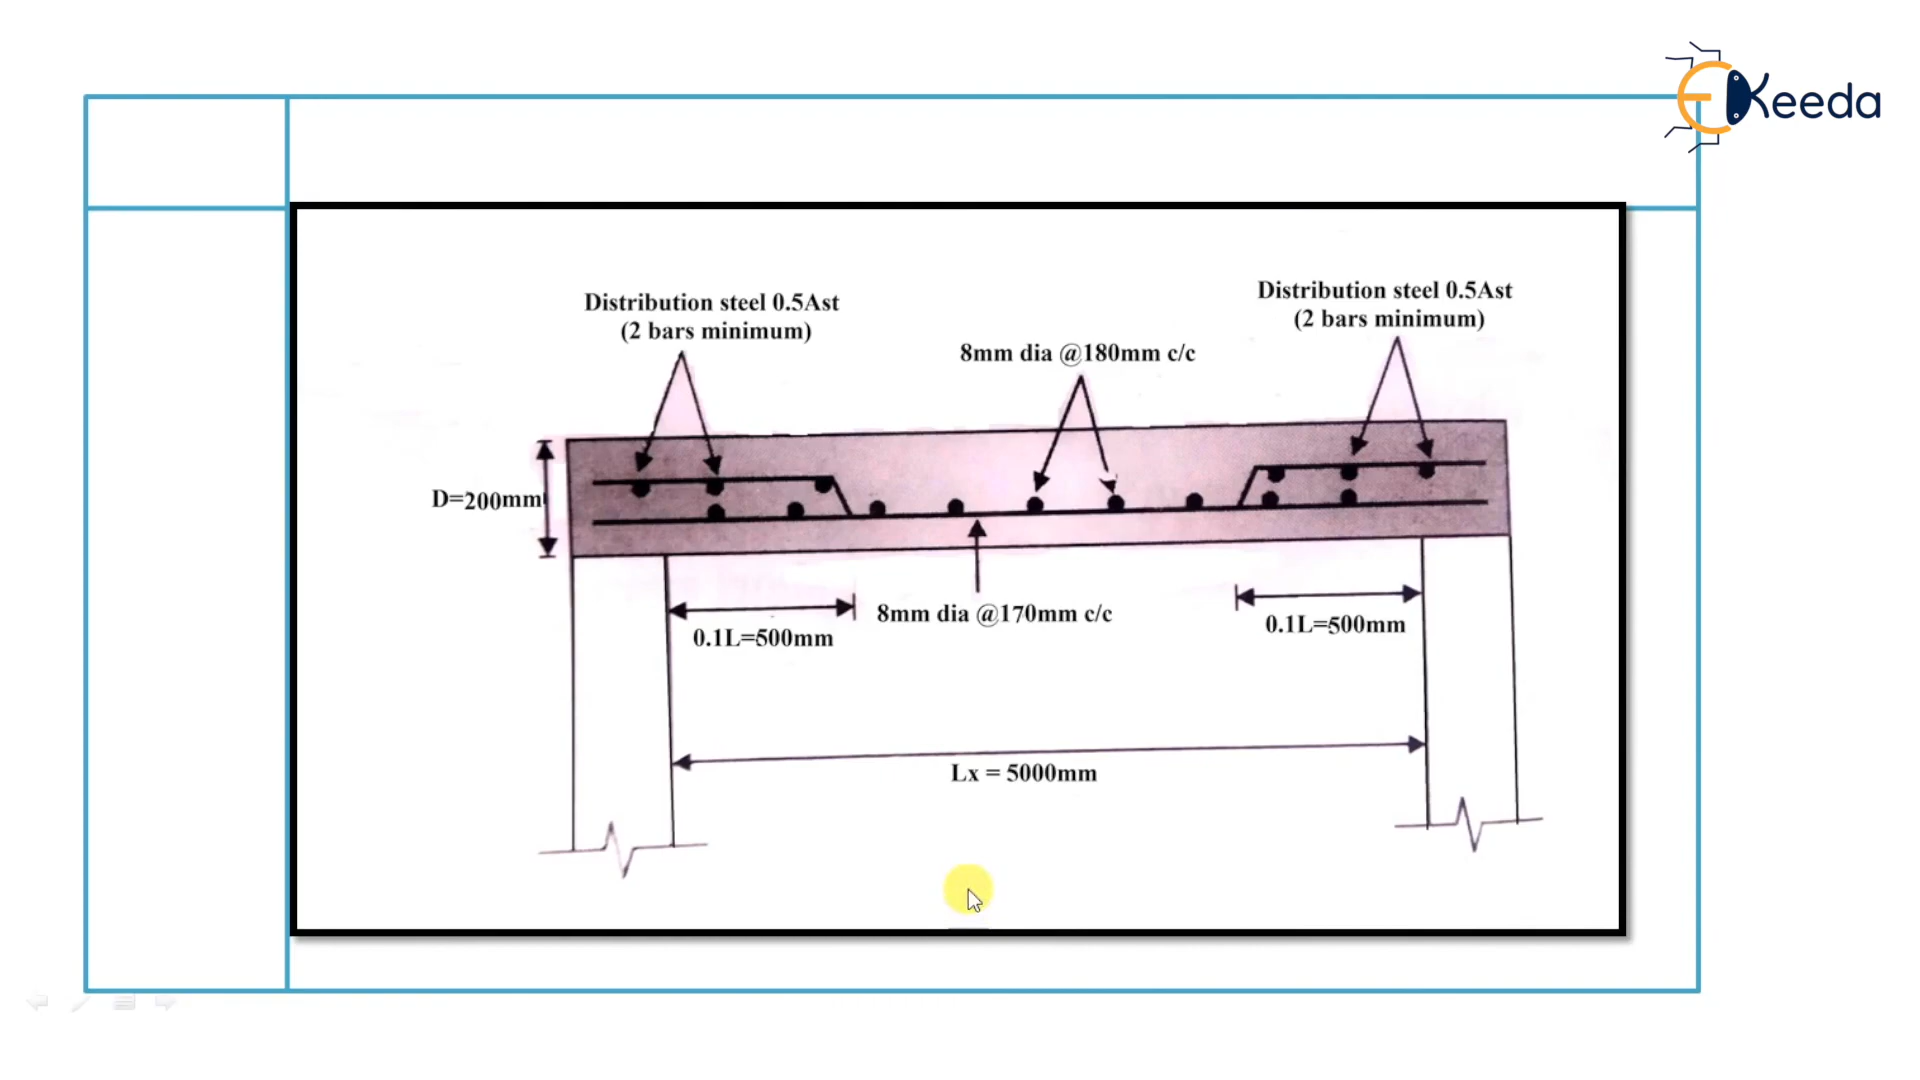 EKeeda
Distribution steel 0.5Ast
(2 bars minimum)
Distribution steel 0.5Ast
(2 bars minimum)
8mm dia @180mm c/c
D=200mm
8mm dia @170mm c/c
0.1L=500mm
0.1L=500mm
Lx = 5000mm